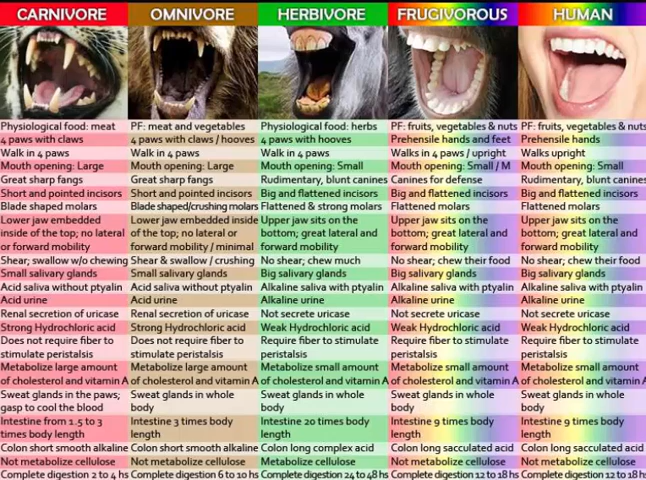 CARNIVORE OMNIVORE HERBIVORE FRUGIVOROUS HUMAN
Physiological food: meat PF: meat and vegetables Physiological food: herbs PF: fruits, vegetables & nuts PF: fruits, vegetables & nuts
4 paws with claws 4 paws with claws / hooves 4 paws with hooves Prehensile hands and feet Prehensile hands
Walk in 4 paws Walk in 4 paws Walk in 4 paws Walks in 4 paws / upright Walks upright
Mouth opening: Large Mouth opening: Large Mouth opening: Small Mouth opening: Small / M Mouth opening: Small
Great sharp fangs Great sharp fangs Rudimentary, blunt canines Canines for defense Rudimentary, blunt canines
Short and pointed incisors Short and pointed incisors Big and flattened incisors Big and flattened incisors Big and flattened incisors
Blade shaped molars Blade shaped/crushing molars Flattened & strong molars Flattened molars Flattened molars
Lower jaw embedded Lower jaw embedded inside Upper jaw sits on the Upper jaw sits on the Upper jaw sits on the
inside of the top; no lateral of the top; no lateral or bottom; great lateral and bottom; great lateral and bottom; great lateral and
or forward mobility forward mobility / minimal forward mobility forward mobility forward mobility
Shear; swallow w/o chewing Shear & swallow / crushing No shear; chew much No shear; chew their food No shear; chew their food
Small salivary glands Small salivary glands Big salivary glands Big salivary glands Big salivary glands
Acid saliva without ptyalin Acid saliva without ptyalin Alkaline saliva with ptyalin Alkaline saliva with ptyalin Alkaline saliva with ptyalin
Acid urine Acid urine Alkaline urine Alkaline urine Alkaline urine
Renal secretion of uricase Renal secretion of uricase Not secrete uricase Not secrete uricase Not secrete uricase
Strong Hydrochloric acid Strong Hydrochloric acid Weak Hydrochloric acid Weak Hydrochloric acid Weak Hydrochloric acid
Does not require fiber to Does not require fiber to Require fiber to stimulate Require fiber to stimulate Require fiber to stimulate
stimulate peristalsis stimulate peristalsis peristalsis peristalsis peristalsis
Metabolize large amount Metabolize large amount Metabolize small amount Metabolize small amount Metabolize small amount
of cholesterol and vitamin A of cholesterol and vitamin A of cholesterol and vitamin A of cholesterol and vitamin A of cholesterol and vitamin A
Sweat glands in the paws; Sweat glands in whole Sweat glands in whole Sweat glands in whole Sweat glands in whole
gasp to cool the blood body body body body
Intestine from 1.5 to 3 Intestine 3 times body Intestine 20 times body Intestine 9 times body Intestine 9 times body
times body length length length length length
Colon short smooth alkaline Colon short smooth alkaline Colon long complex acid Colon long sacculated acid Colon long sacculated acid
Not metabolize cellulose Not metabolize cellulose Metabolize cellulose Not metabolize cellulose Not metabolize cellulose
Complete digestion 2 to 4 hs Complete digestion 6 to 10 hs Complete digestion 24 to 48 hs Complete digestion 12 to 18 hs Complete digestion 12 to 18 hs